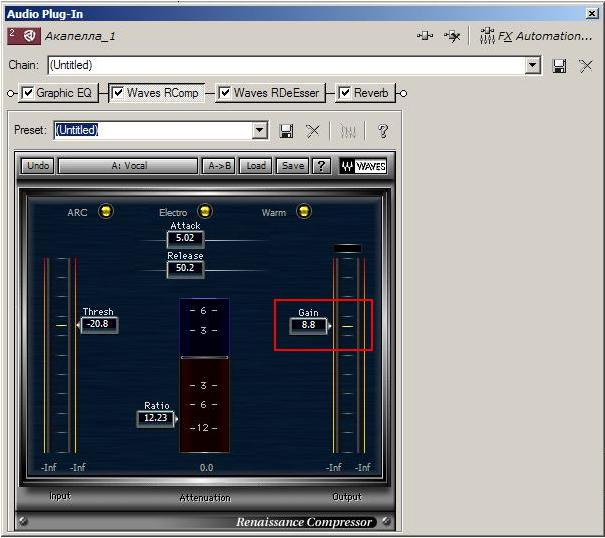 Audio Plug-In
2 Акапелла_1 FX Automation...
Chain: (Untitled)
Graphic EQ Waves RComp Waves RDeEsser Reverb
Preset: (Untitled) ?
Undo A: Vocal A->B Load Save ? WAVES
ARC Electro Warm
Attack
5.02
Release
50.2
Thresh
-20.8
6
3
Gain
8.8
3
6
12
Ratio
12.23
-Inf -Inf 0.0 -Inf -Inf
Input Attenuation Output
Renaissance Compressor